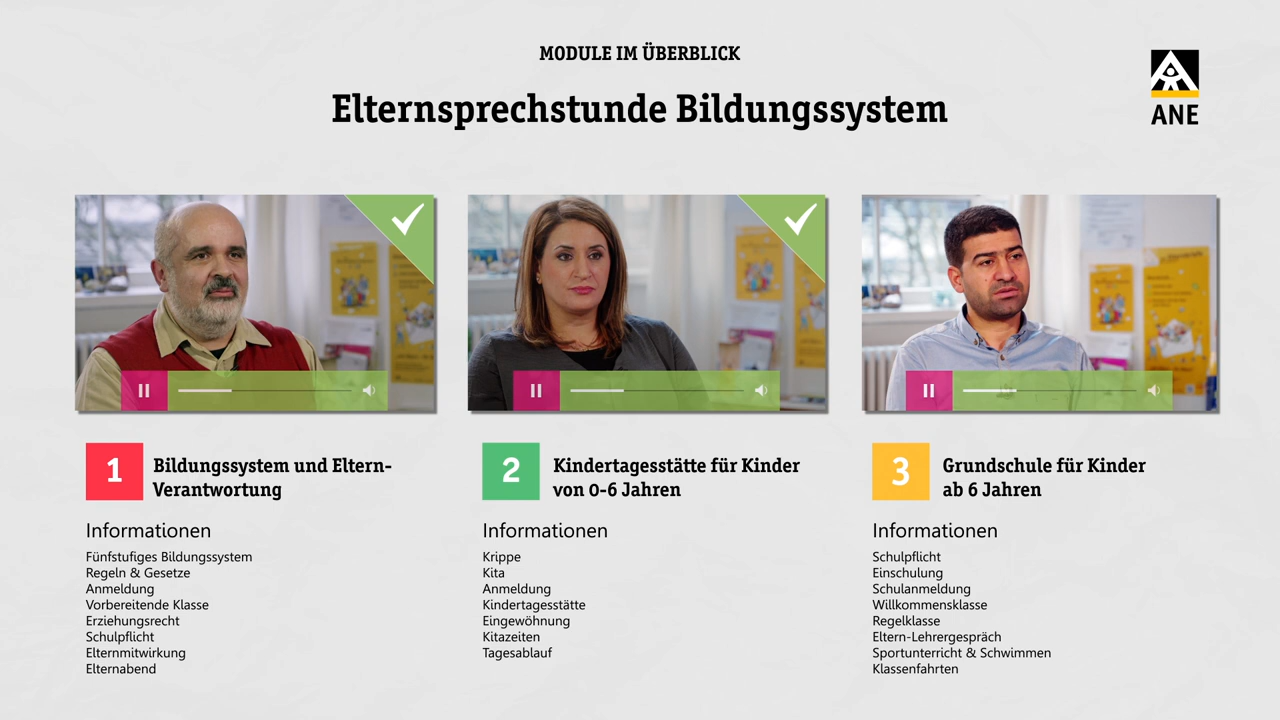 MODULE IM ÜBERBLICK
Elternsprechstunde Bildungssystem
ANE
1
Bildungssystem und Eltern-
Verantwortung
Informationen
Fünfstufiges Bildungssystem
Regeln & Gesetze
Anmeldung
Vorbereitende Klasse
Erziehungsrecht
Schulpflicht
Elternmitwirkung
Elternabend
2
Kindertagesstätte für Kinder
von 0-6 Jahren
Informationen
Krippe
Kita
Anmeldung
Kindertagesstätte
Eingewöhnung
Kitazeiten
Tagesablauf
3
Grundschule für Kinder
ab 6 Jahren
Informationen
Schulpflicht
Einschulung
Schulanmeldung
Willkommensklasse
Regelklasse
Eltern-Lehrergespräch
Sportunterricht & Schwimmen
Klassenfahrten